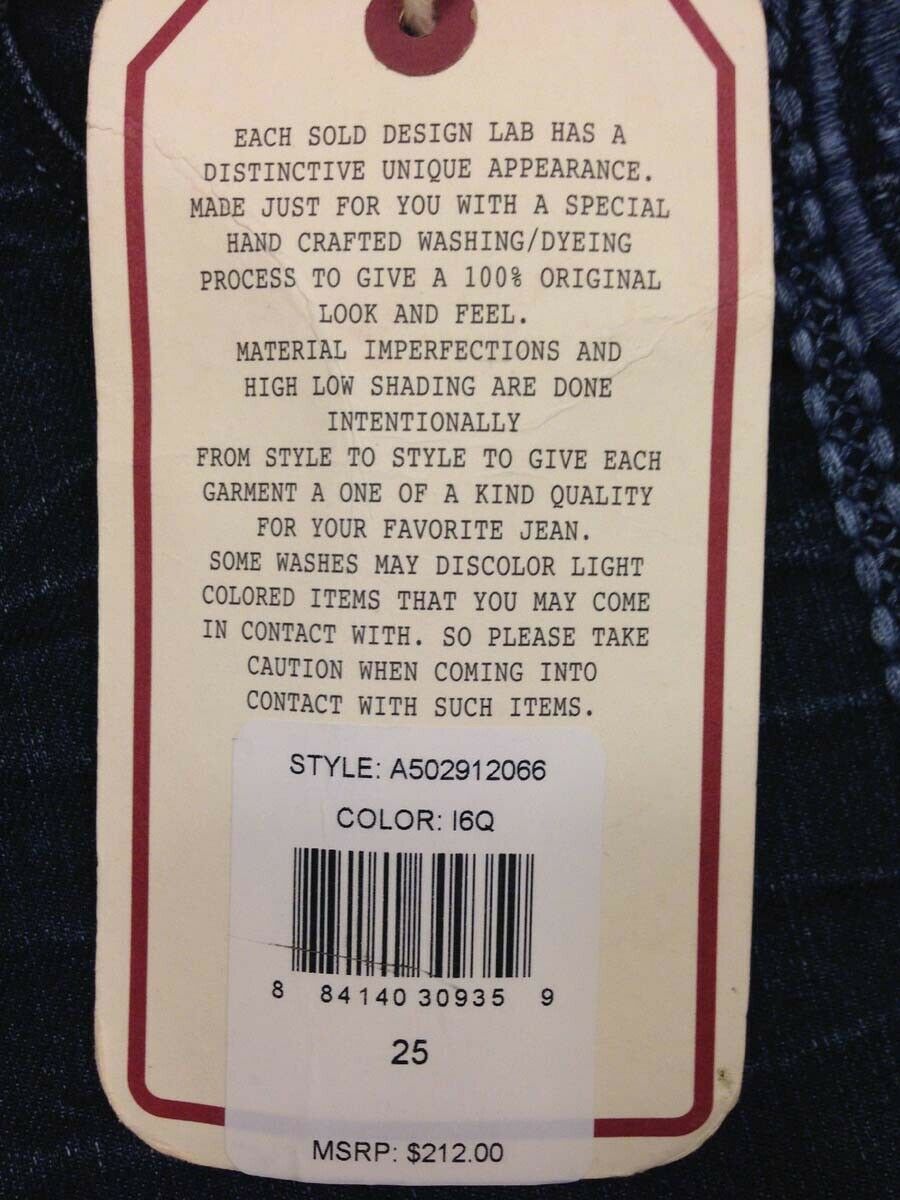 EACH SOLD DESIGN LAB HAS A
DISTINCTIVE UNIQUE APPEARANCE.
MADE JUST FOR YOU WITH A SPECIAL
HAND CRAFTED WASHING/DYEING
PROCESS TO GIVE A 100% ORIGINAL
LOOK AND FEEL.
MATERIAL IMPERFECTIONS AND
HIGH LOW SHADING ARE DONE
INTENTIONALLY
FROM STYLE TO STYLE TO GIVE EACH
GARMENT A ONE OF A KIND QUALITY
FOR YOUR FAVORITE JEAN.
SOME WASHES MAY DISCOLOR LIGHT
COLORED ITEMS THAT YOU MAY COME
IN CONTACT WITH. SO PLEASE TAKE
CAUTION WHEN COMING INTO
CONTACT WITH SUCH ITEMS.
STYLE: A502912066
COLOR: I6Q
8 84140 30935 9
25
MSRP: $212.00